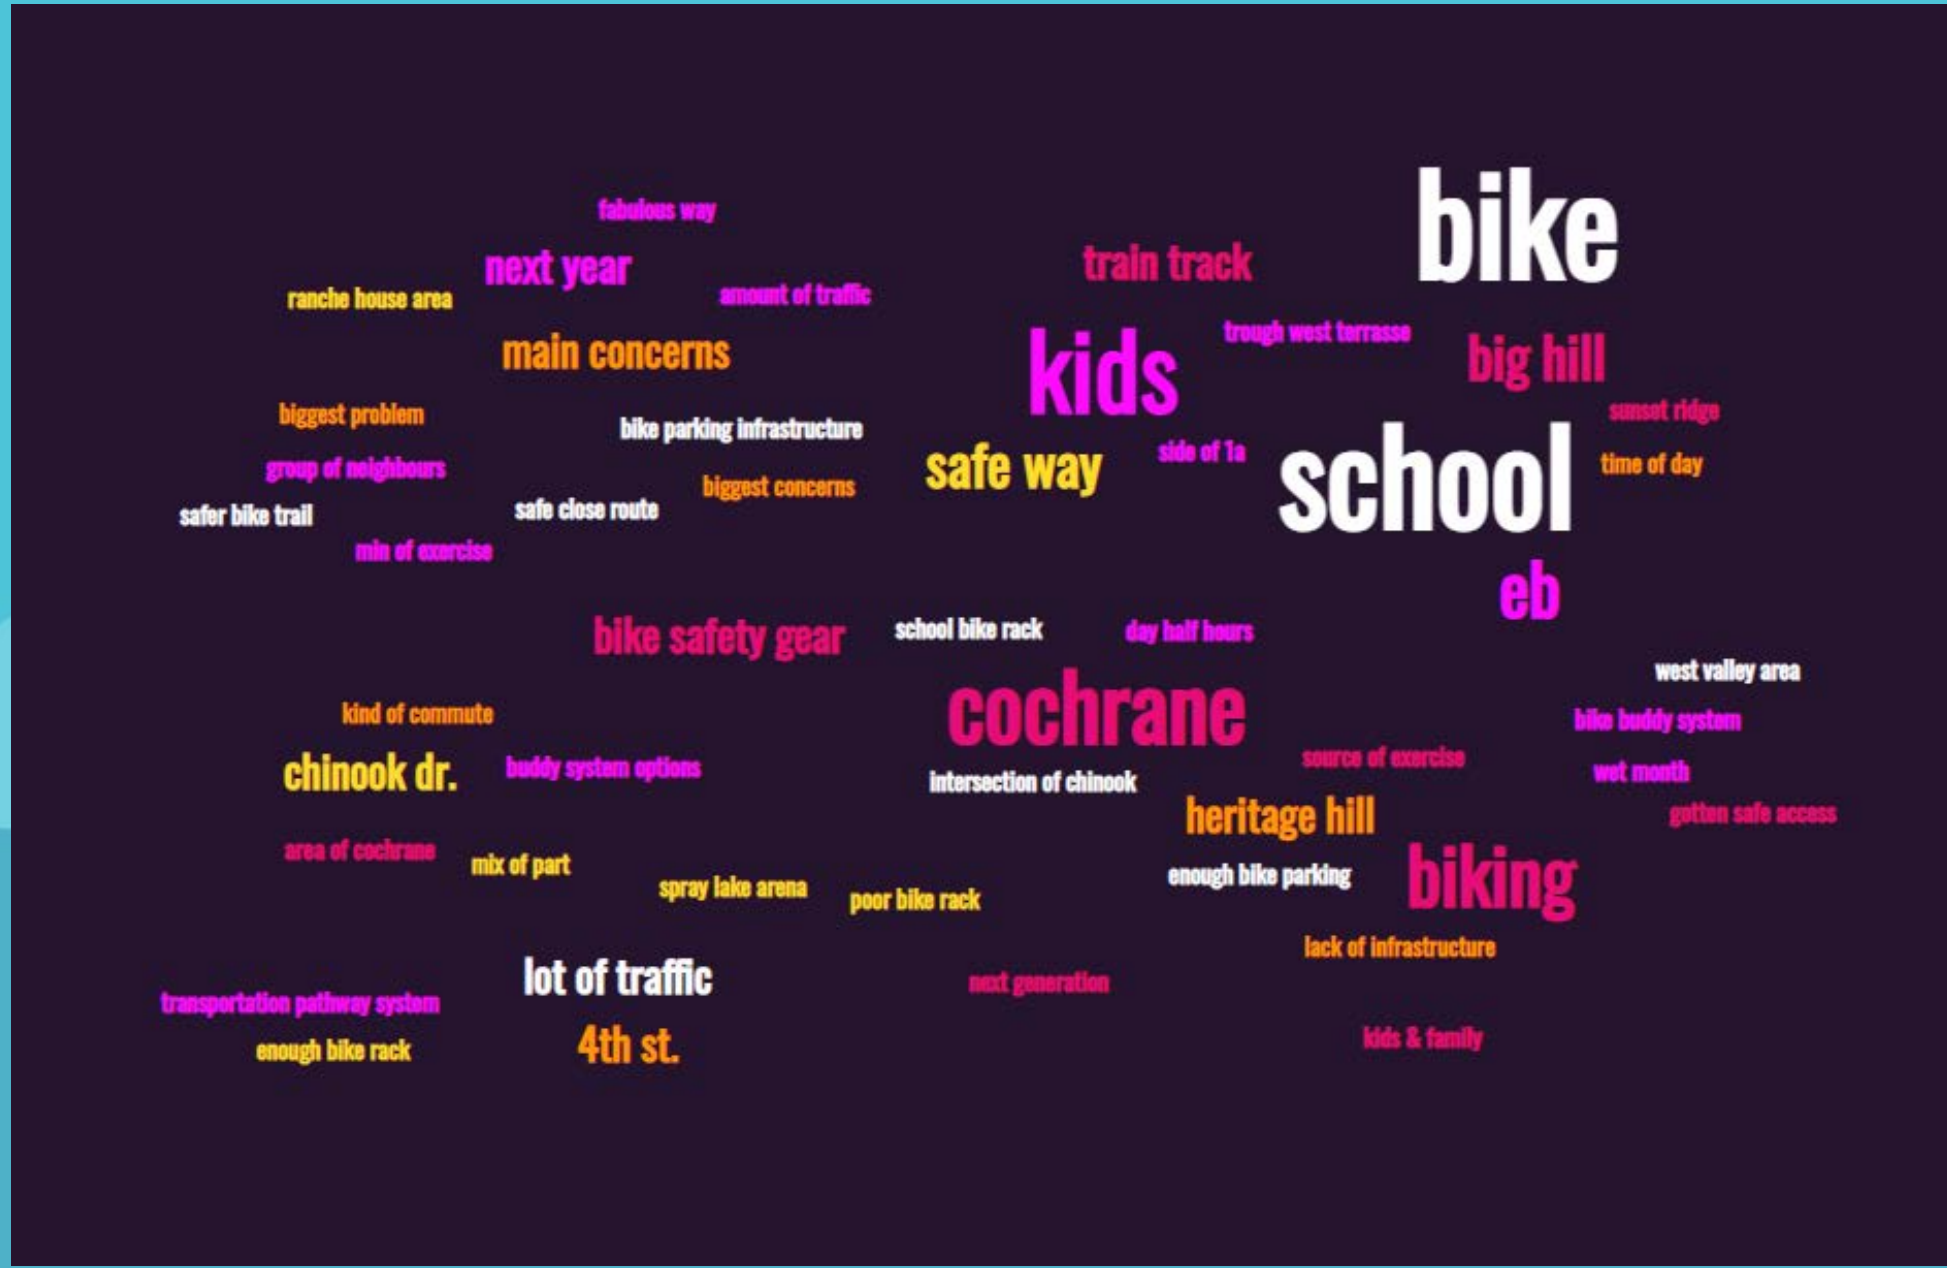 fabulous way
bike
next year
train track
amount of traffic
ranche house area
trough west terrasse
main concerns
kids
big hill
sunset ridge
biggest problem
bike parking infrastructure
side of 1a
safe way
school
time of day
group of neighbours
biggest concerns
safer bike trail
safe close route
min of exercise
eb
bike safety gear
school bike rack
day half hours
west valley area
cochrane
kind of commute
bike buddy system
chinook dr.
buddy system options
source of exercise
wet month
intersection of chinook
heritage hill
gotten safe access
area of cochrane
mix of part
enough bike parking
biking
spray lake arena
poor bike rack
lack of infrastructure
lot of traffic
next generation
transportation pathway system
kids & family
enough bike rack
4th st.